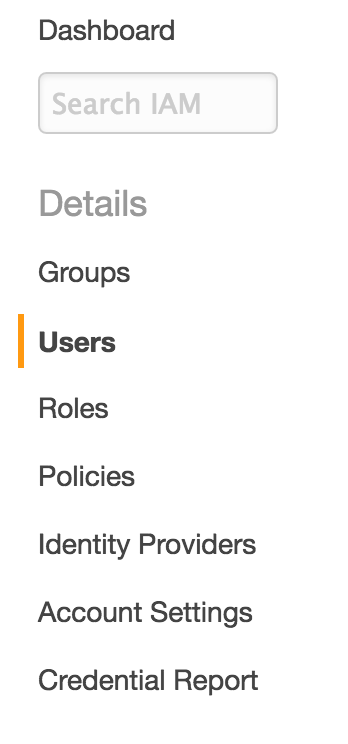 Dashboard
Search IAM
Details
Groups
Users
Roles
Policies
Identity Providers
Account Settings
Credential Report